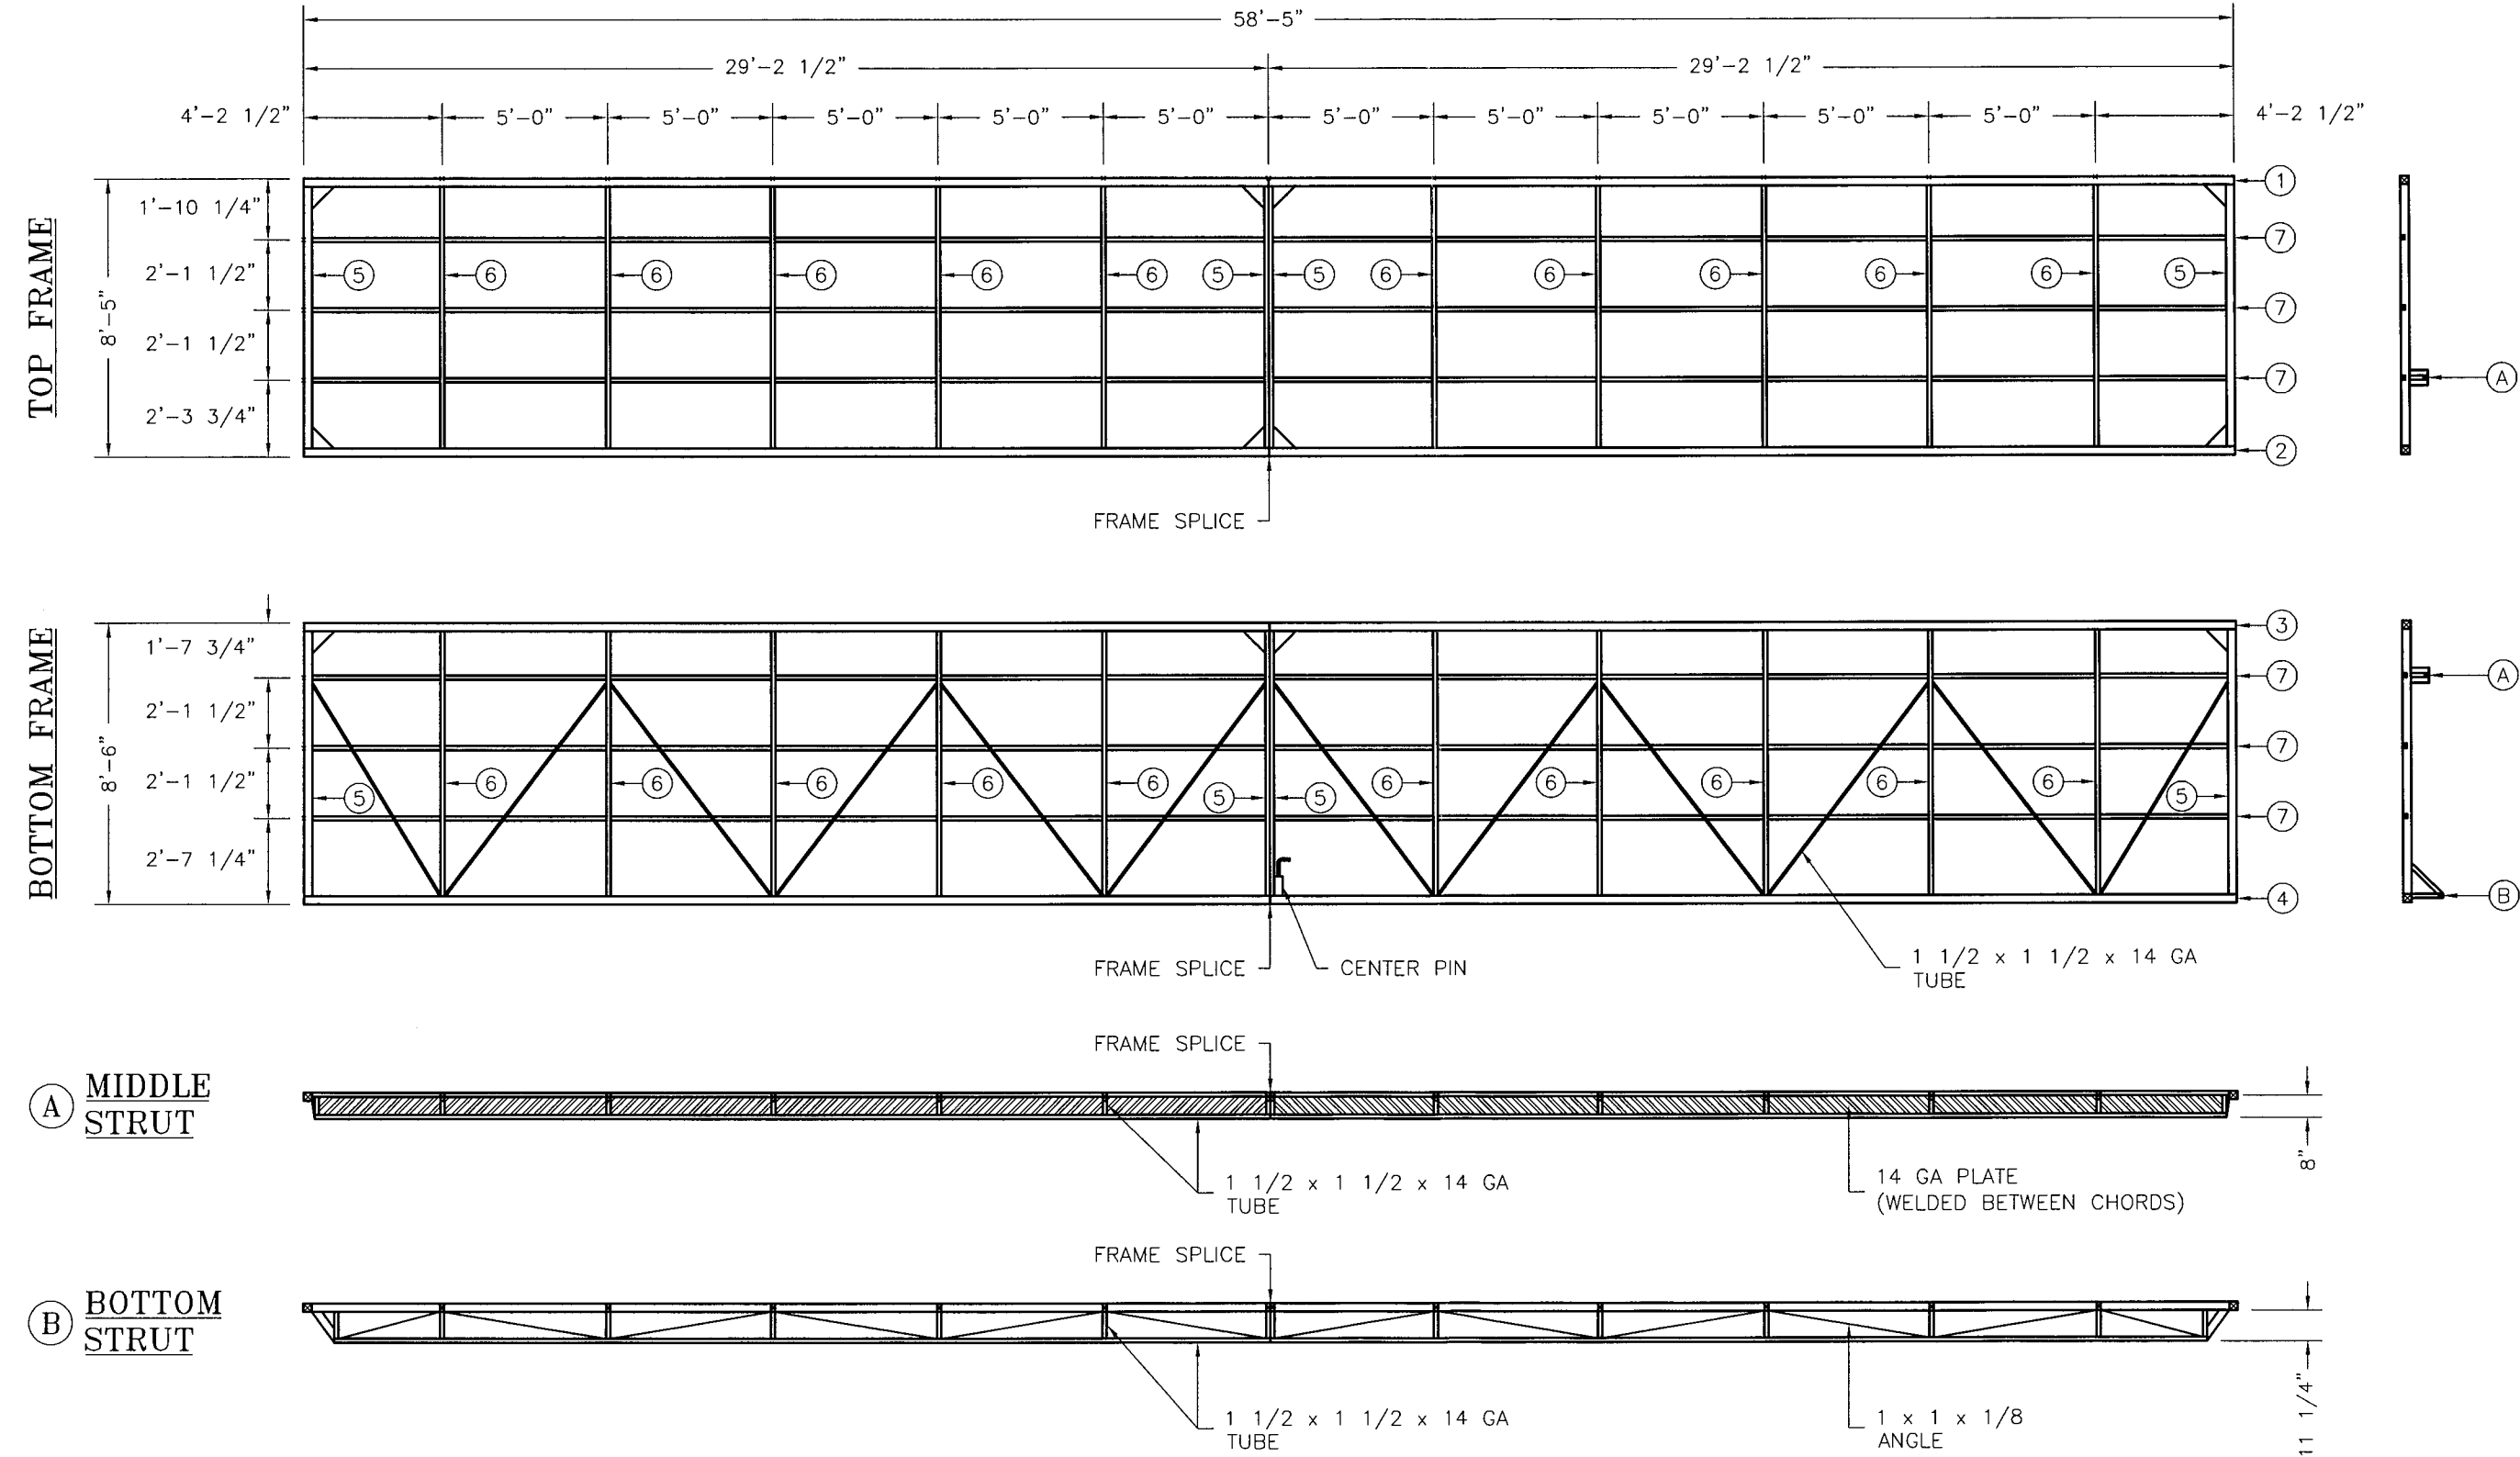 58'-5"
29'-2 1/2"
29'-2 1/2"
4'-2 1/2"
5'-0"
5'-0"
5'-0"
5'-0"
5'-0"
5'-0"
5'-0"
5'-0"
5'-0"
5'-0"
4'-2 1/2"
TOP FRAME
8'-5"
1'-10 1/4"
2'-1 1/2"
2'-1 1/2"
2'-3 3/4"
5
6
6
6
6
6
5
5
6
6
6
6
6
5
1
7
7
7
2
A
FRAME SPLICE
BOTTOM FRAME
8'-6"
1'-7 3/4"
2'-1 1/2"
2'-1 1/2"
2'-7 1/4"
5
6
6
6
6
6
5
5
6
6
6
6
6
5
3
7
7
7
4
A
B
FRAME SPLICE
CENTER PIN
1 1/2 x 1 1/2 x 14 GA
TUBE
A
MIDDLE
STRUT
FRAME SPLICE
1 1/2 x 1 1/2 x 14 GA
TUBE
14 GA PLATE
(WELDED BETWEEN CHORDS)
8"
B
BOTTOM
STRUT
FRAME SPLICE
1 1/2 x 1 1/2 x 14 GA
TUBE
1 x 1 x 1/8
ANGLE
11 1/4"